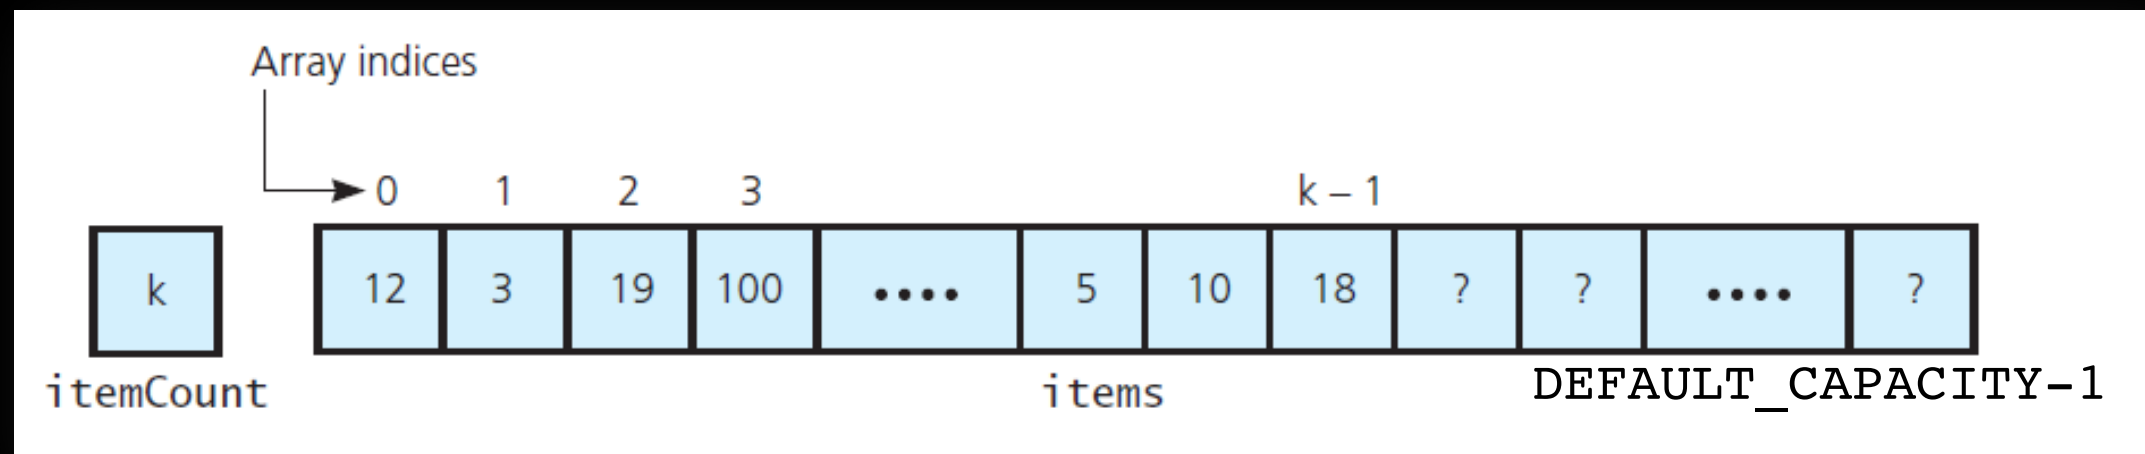 Array indices
0 1 2 3 k – 1
k 12 3 19 100 •••• 5 10 18 ? ? •••• ?
itemCount items DEFAULT_CAPACITY-1